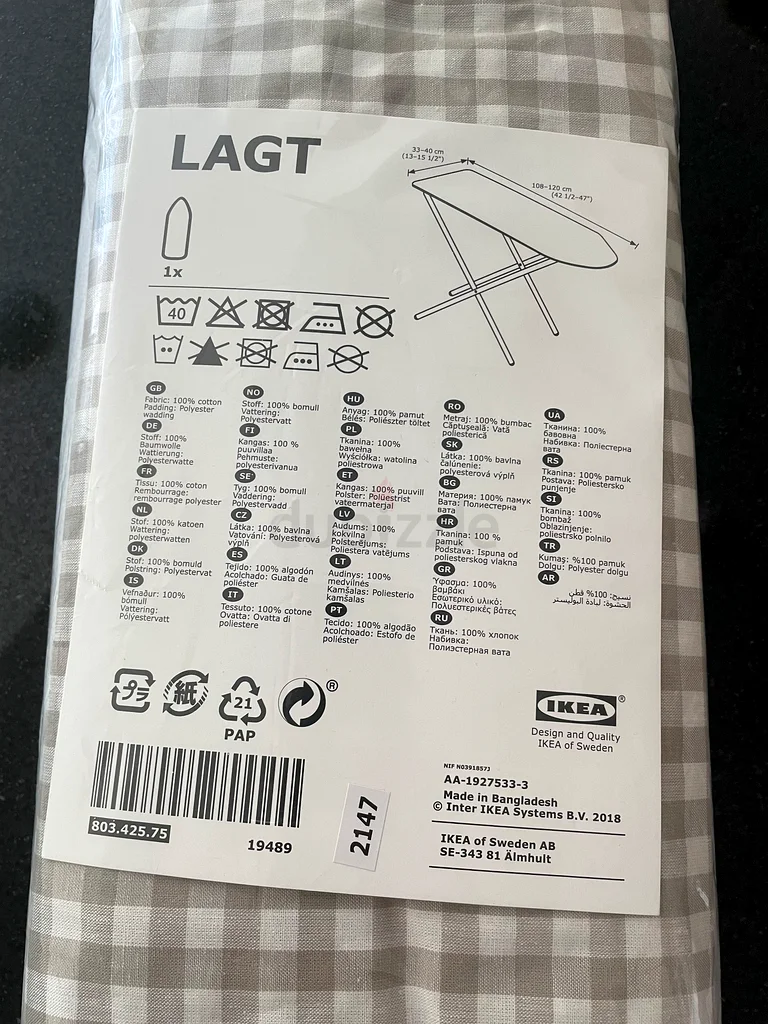 LAGT
33–40 cm
(13–15 1/2")
108–120 cm
(42 1/2–47")
1x
40
GB
Fabric: 100% cotton
Padding: Polyester
wadding
DE
Stoff: 100%
Baumwolle
Wattierung:
Polyesterwatte
FR
Tissu: 100% coton
Rembourrage:
rembourrage polyester
NL
Stof: 100% katoen
Wattering:
polyesterwatten
DK
Stof: 100% bomuld
Polstring: Polyestervat
IS
Vefnaður: 100%
bómull
Vattering:
Pólýestervatt
NO
Stoff: 100% bomull
Vattering:
Polyestervatt
FI
Kangas: 100 %
puuvillaa
Pehmuste:
polyesterivanua
SE
Tyg: 100% bomull
Vaddering:
Polyestervadd
CZ
Látka: 100% bavlna
Vatování: Polyesterová
výplň
ES
Tejido: 100% algodón
Acolchado: Guata de
poliéster
IT
Tessuto: 100% cotone
Ovatta: Ovatta di
poliestere
HU
Anyag: 100% pamut
Bélés: Poliészter töltet
PL
Tkanina: 100%
bawełna
Wyściółka: watolina
poliestrowa
ET
Kangas: 100% puuvill
Polster: Polüestrist
vateermaterjal
LV
Audums: 100%
kokvilna
Polsterējums:
Poliestera vatējums
LT
Audinys: 100%
medvilnės
Kamšalas: Poliesterio
kamšalas
PT
Tecido: 100% algodão
Acolchoado: Estofo de
poliéster
RO
Metraj: 100% bumbac
Căptuşeală: Vată
poliesterică
SK
Látka: 100% bavlna
čalúnenie:
polyesterová výplň
BG
Материя: 100% памук
Вата: Полиестерна
вата
HR
Tkanina: 100 %
pamuk
Podstava: Ispuna od
poliesterskog vlakna
GR
Ύφασμα: 100%
βαμβάκι
Εσωτερικό υλικό:
Πολυεστερικές βάτες
RU
Ткань: 100% хлопок
Набивка:
Полиэстерная вата
UA
Тканина: 100%
бавовна
Набивка: Поліестерна
вата
RS
Tkanina: 100% pamuk
Postava: Poliestersko
punjenje
SI
Tkanina: 100%
bombaž
Oblazinjenje:
poliestrsko polnilo
TR
Kumaş: %100 pamuk
Dolgu: Polyester dolgu
AR
نسيج: 100% قطن
الحشوة: لبادة البوليستر
dubizzle
プラ
紙
21
PAP
®
IKEA
®
Design and Quality
IKEA of Sweden
803.425.75
19489
2147
NIF N0391857J
AA-1927533-3
Made in Bangladesh
© Inter IKEA Systems B.V. 2018
IKEA of Sweden AB
SE-343 81 Älmhult